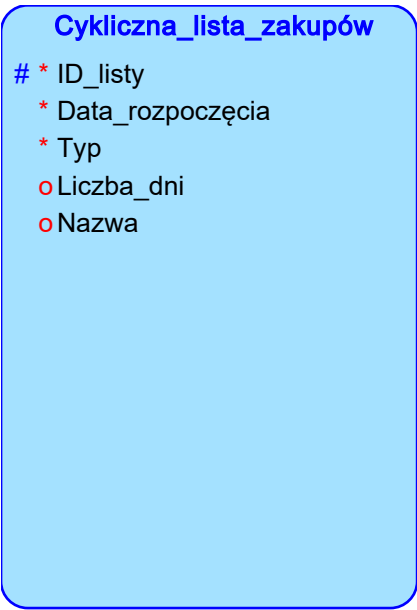 Cykliczna_lista_zakupów
# * ID_listy
* Data_rozpoczęcia
* Typ
o Liczba_dni
o Nazwa